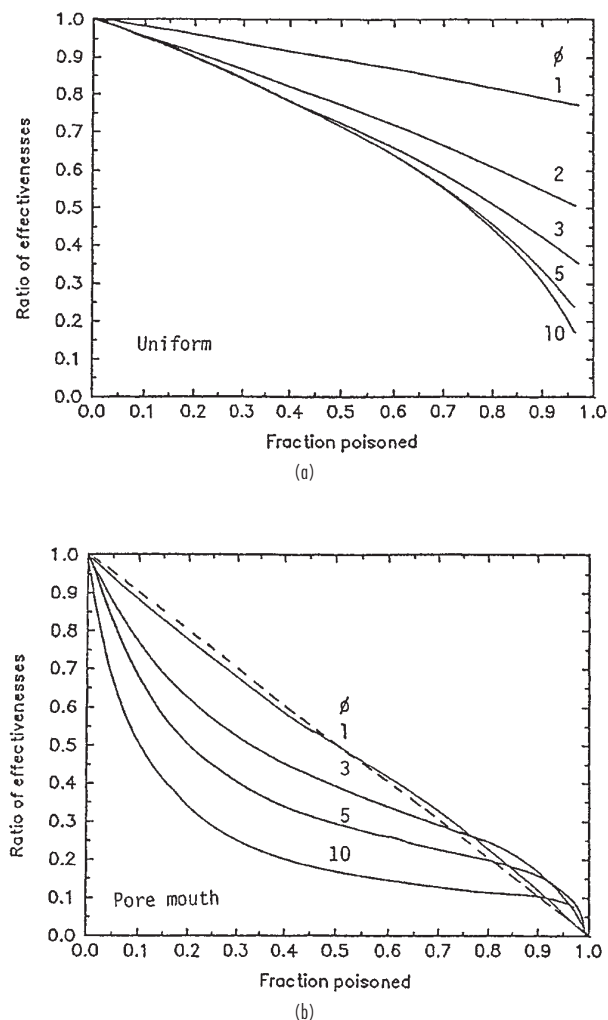 1.0
0.9
0.8
0.7
0.6
0.5
0.4
0.3
0.2
0.1
0.0
Ratio of effectivenesses
ϕ
1
2
3
5
10
Uniform
0.0 0.1 0.2 0.3 0.4 0.5 0.6 0.7 0.8 0.9 1.0
Fraction poisoned
(a)
1.0
0.9
0.8
0.7
0.6
0.5
0.4
0.3
0.2
0.1
0.0
Ratio of effectivenesses
ϕ
1
3
5
10
Pore mouth
0.0 0.1 0.2 0.3 0.4 0.5 0.6 0.7 0.8 0.9 1.0
Fraction poisoned
(b)